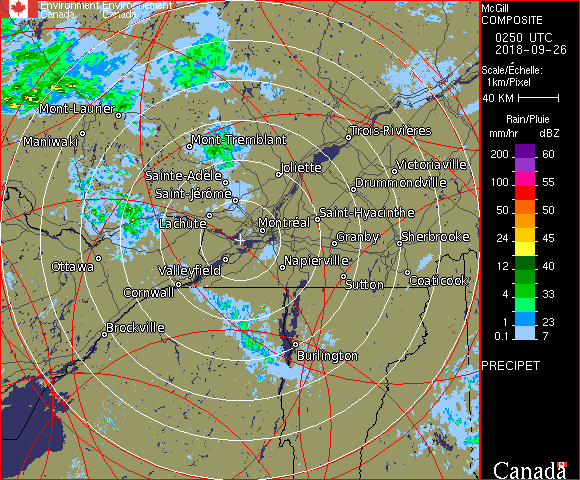 Environment Environnement
Canada Canada
McGill
COMPOSITE
0250 UTC
2018-09-26
Scale/Échelle:
1km/Pixel
40 KM
Rain/Pluie
mm/hr dBZ
200 60
100 55
50 50
24 45
12 40
4 33
1 23
0.1 7
PRECIPET
Canada
Mont-Laurier
Maniwaki
Mont-Tremblant
Trois-Rivières
Sainte-Adèle
Joliette
Victoriaville
Saint-Jérôme
Drummondville
Lachute
Montréal
Saint-Hyacinthe
Granby
Sherbrooke
Ottawa
Valleyfield
Napierville
Cornwall
Sutton
Coaticook
Brockville
Burlington